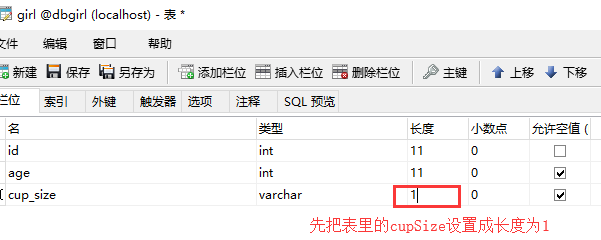 girl @dbgirl (localhost) - 表 *
文件 编辑 窗口 帮助
新建 保存 另存为 添加栏位 插入栏位 删除栏位 主键 上移 下移
栏位 索引 外键 触发器 选项 注释 SQL 预览
名 类型 长度 小数点 允许空值 (
id int 11 0
age int 11 0
cup_size varchar 1 0
先把表里的cupSize设置成长度为1